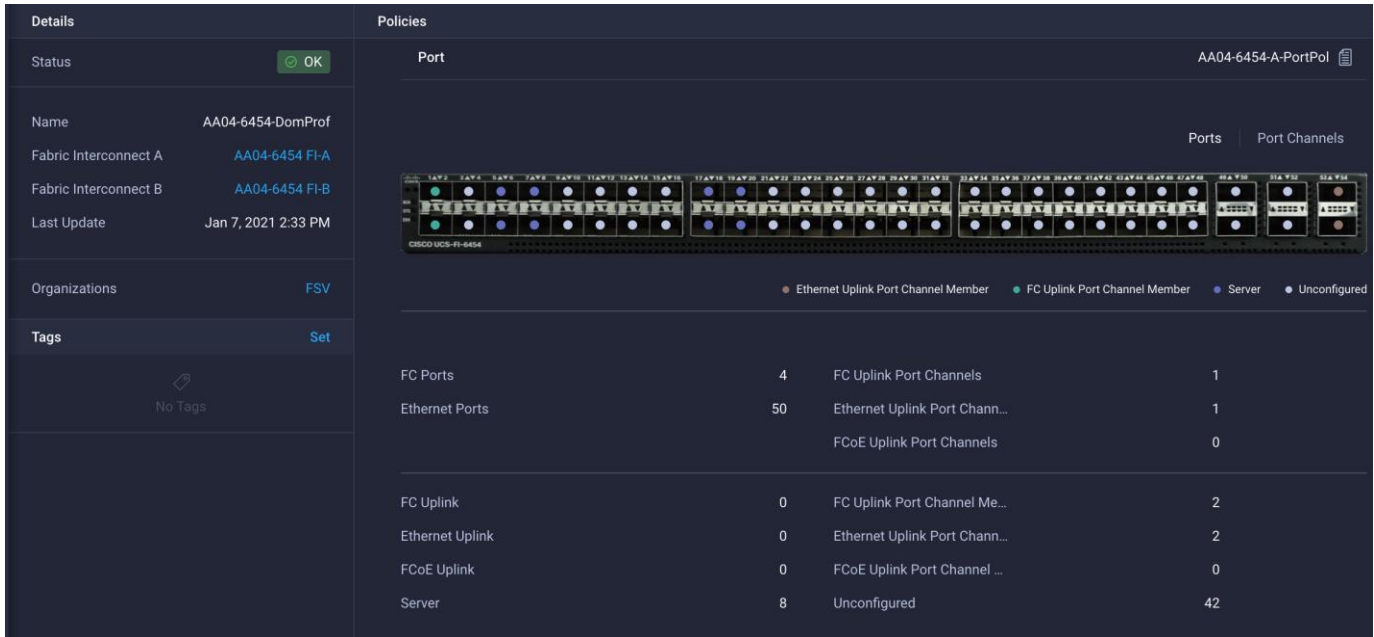 Details
Status OK
Name AA04-6454-DomProf
Fabric Interconnect A AA04-6454 FI-A
Fabric Interconnect B AA04-6454 FI-B
Last Update Jan 7, 2021 2:33 PM
Organizations FSV
Tags Set
No Tags
Policies
Port AA04-6454-A-PortPol
Ports Port Channels
CISCO UCS-FI-6454
Ethernet Uplink Port Channel Member FC Uplink Port Channel Member Server Unconfigured
FC Ports 4 FC Uplink Port Channels 1
Ethernet Ports 50 Ethernet Uplink Port Chann... 1
FCoE Uplink Port Channels 0
FC Uplink 0 FC Uplink Port Channel Me... 2
Ethernet Uplink 0 Ethernet Uplink Port Chann... 2
FCoE Uplink 0 FCoE Uplink Port Channel ... 0
Server 8 Unconfigured 42